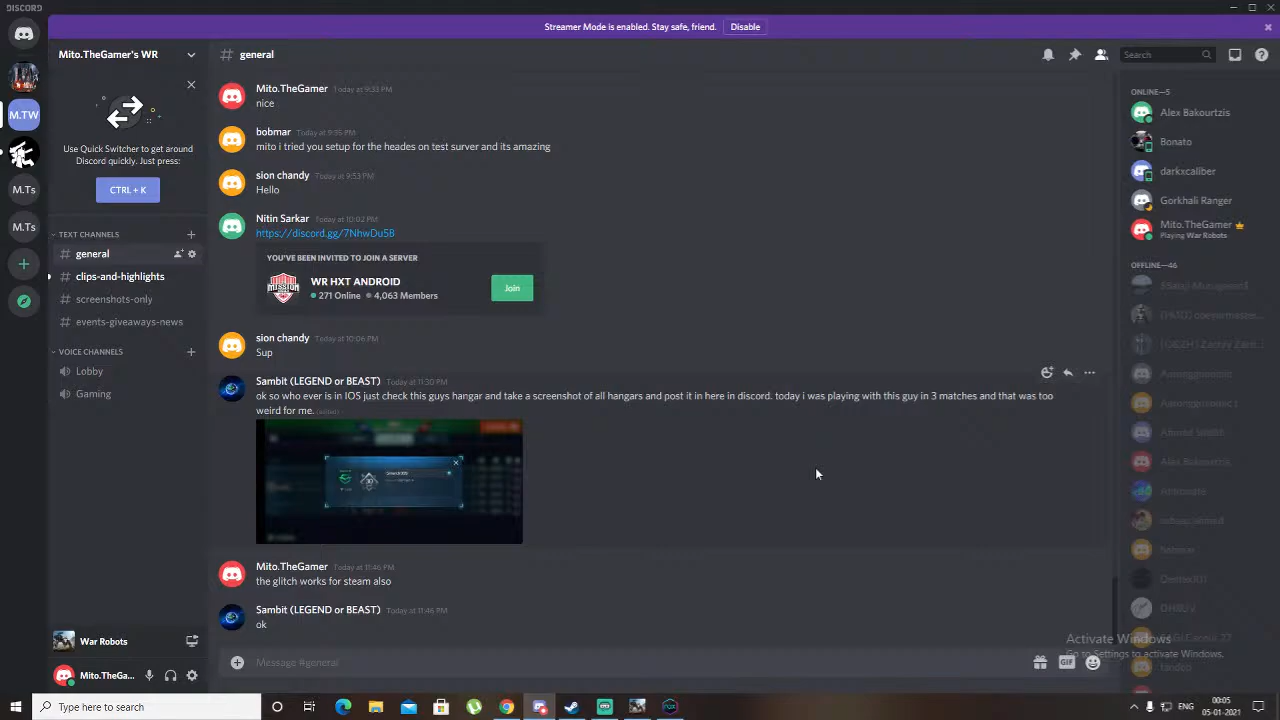 DISCORD
Streamer Mode is enabled. Stay safe, friend.
Disable
Mito.TheGamer's WR
general
Search
Use Quick Switcher to get around
Discord quickly. Just press:
CTRL + K
M.TW
M.Ts
M.Ts
TEXT CHANNELS
general
clips-and-highlights
screenshots-only
events-giveaways-news
VOICE CHANNELS
Lobby
Gaming
War Robots
Mito.TheGa...
Mito.TheGamer Today at 9:33 PM
nice
bobmar Today at 9:35 PM
mito i tried you setup for the heades on test surver and its amazing
sion chandy Today at 9:53 PM
Hello
Nitin Sarkar Today at 10:02 PM
https://discord.gg/7NhwDu5B
YOU'VE BEEN INVITED TO JOIN A SERVER
WR HXT ANDROID
271 Online 4,063 Members
Join
sion chandy Today at 10:06 PM
Sup
Sambit (LEGEND or BEAST) Today at 11:30 PM
ok so who ever is in IOS just check this guys hangar and take a screenshot of all hangars and post it in here in discord. today i was playing with this guy in 3 matches and that was too
weird for me. (edited)
Mito.TheGamer Today at 11:46 PM
the glitch works for steam also
Sambit (LEGEND or BEAST) Today at 11:46 PM
ok
Message #general
GIF
ONLINE—5
Alex Bakourtzis
Bonato
darkxcaliber
Gorkhali Ranger
Mito.TheGamer
Playing War Robots
OFFLINE—46
Activate Windows
Go to Settings to activate Windows.
Type here to search
ENG
00:05
05-01-2021